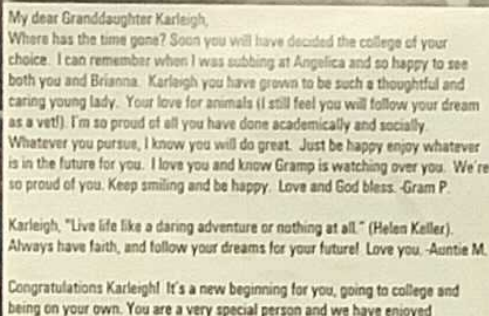 My dear Granddaughter Karleigh,
Where has the time gone? Soon you will have decided the college of your
choice. I can remember when I was subbing at Angelica and so happy to see
both you and Brianna. Karleigh you have grown to be such a thoughtful and
caring young lady. Your love for animals (I still feel you will follow your dream
as a vet!). I'm so proud of all you have done academically and socially.
Whatever you pursue, I know you will do great. Just be happy enjoy whatever
is in the future for you. I love you and know Gramp is watching over you. We're
so proud of you. Keep smiling and be happy. Love and God bless. -Gram P.
Karleigh, "Live life like a daring adventure or nothing at all." (Helen Keller).
Always have faith, and follow your dreams for your future! Love you, -Auntie M.
Congratulations Karleigh! It's a new beginning for you, going to college and
being on your own. You are a very special person and we have enjoyed